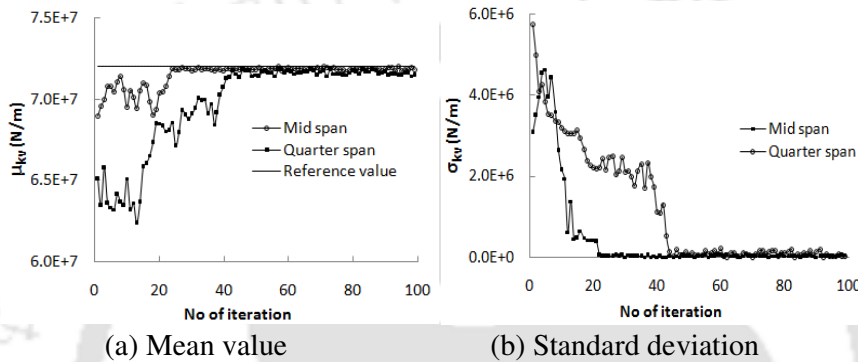 7.5E+7
7.0E+7
6.5E+7
6.0E+7
μkv (N/m)
Mid span
Quarter span
Reference value
0 20 40 60 80 100
No of iteration
(a) Mean value
6.0E+6
4.0E+6
2.0E+6
0.0E+0
σkv (N/m)
Mid span
Quarter span
0 20 40 60 80 100
No of iteration
(b) Standard deviation